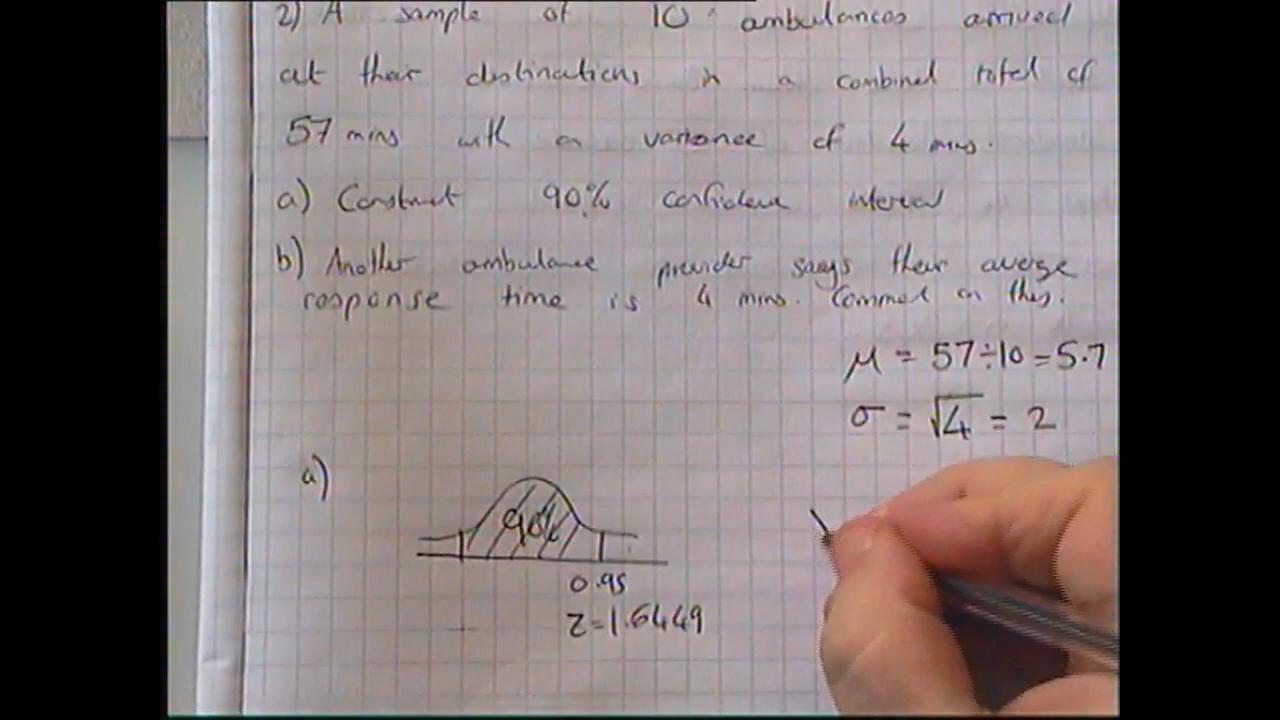 2) A sample of 10 ambulances arrived
at their destinations in a combined total of
57 mins with a variance of 4 mins.
a) Construct 90% confidence interval
b) Another ambulance provider says their average
response time is 4 mins. Comment on this.
μ = 57÷10 = 5.7
σ = √4 = 2
a)
90%
0.95
Z=1.6449